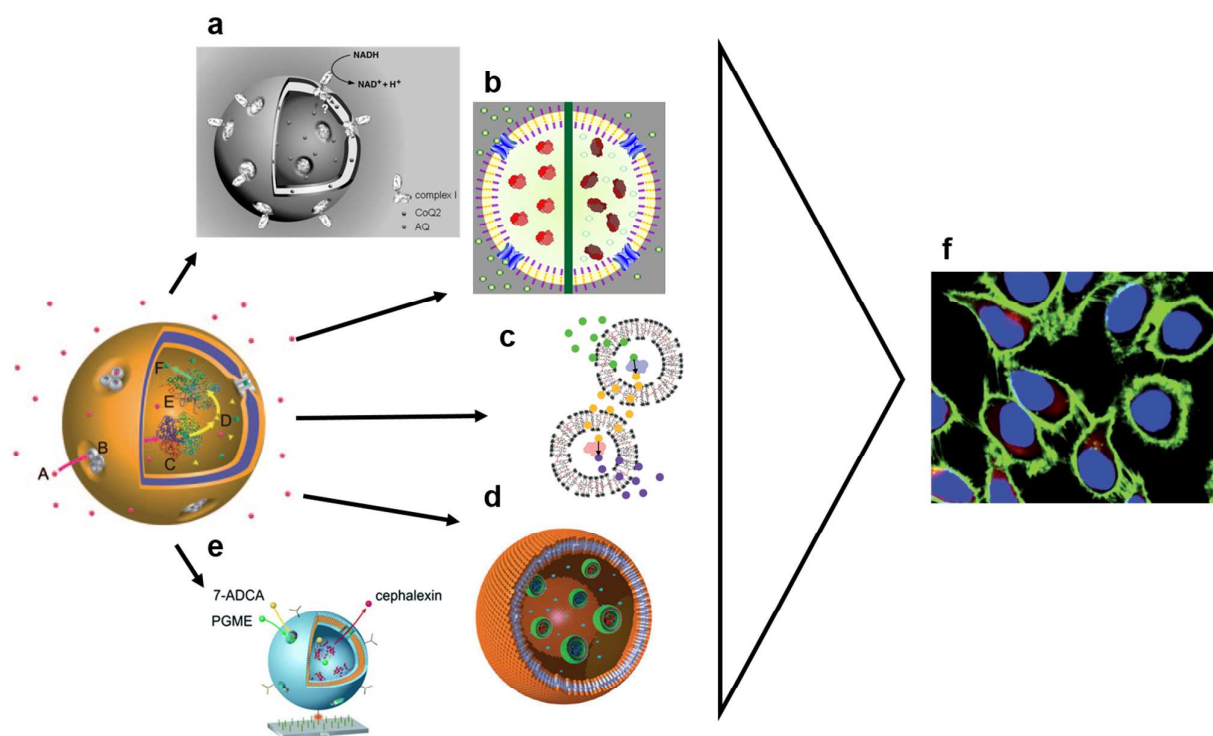 a
NADH
NAD⁺ + H⁺
?
complex I
CoQ2
AQ
b
c
F
E
D
A
B
C
d
e
7-ADCA
PGME
cephalexin
f